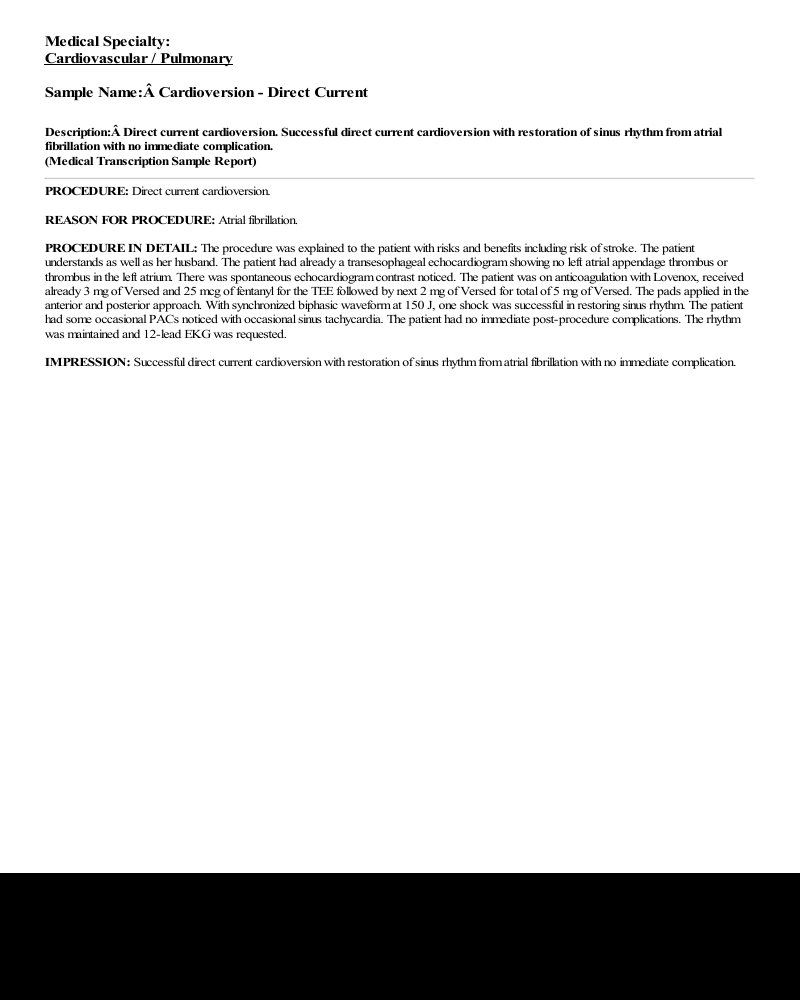 Medical Specialty:
Cardiovascular / Pulmonary
Sample Name:Â Cardioversion - Direct Current
Description:Â Direct current cardioversion. Successful direct current cardioversion with restoration of sinus rhythm from atrial
fibrillation with no immediate complication.
(Medical Transcription Sample Report)
PROCEDURE: Direct current cardioversion.
REASON FOR PROCEDURE: Atrial fibrillation.
PROCEDURE IN DETAIL: The procedure was explained to the patient with risks and benefits including risk of stroke. The patient
understands as well as her husband. The patient had already a transesophageal echocardiogram showing no left atrial appendage thrombus or
thrombus in the left atrium. There was spontaneous echocardiogram contrast noticed. The patient was on anticoagulation with Lovenox, received
already 3 mg of Versed and 25 mcg of fentanyl for the TEE followed by next 2 mg of Versed for total of 5 mg of Versed. The pads applied in the
anterior and posterior approach. With synchronized biphasic waveform at 150 J, one shock was successful in restoring sinus rhythm. The patient
had some occasional PACs noticed with occasional sinus tachycardia. The patient had no immediate post-procedure complications. The rhythm
was maintained and 12-lead EKG was requested.
IMPRESSION: Successful direct current cardioversion with restoration of sinus rhythm from atrial fibrillation with no immediate complication.